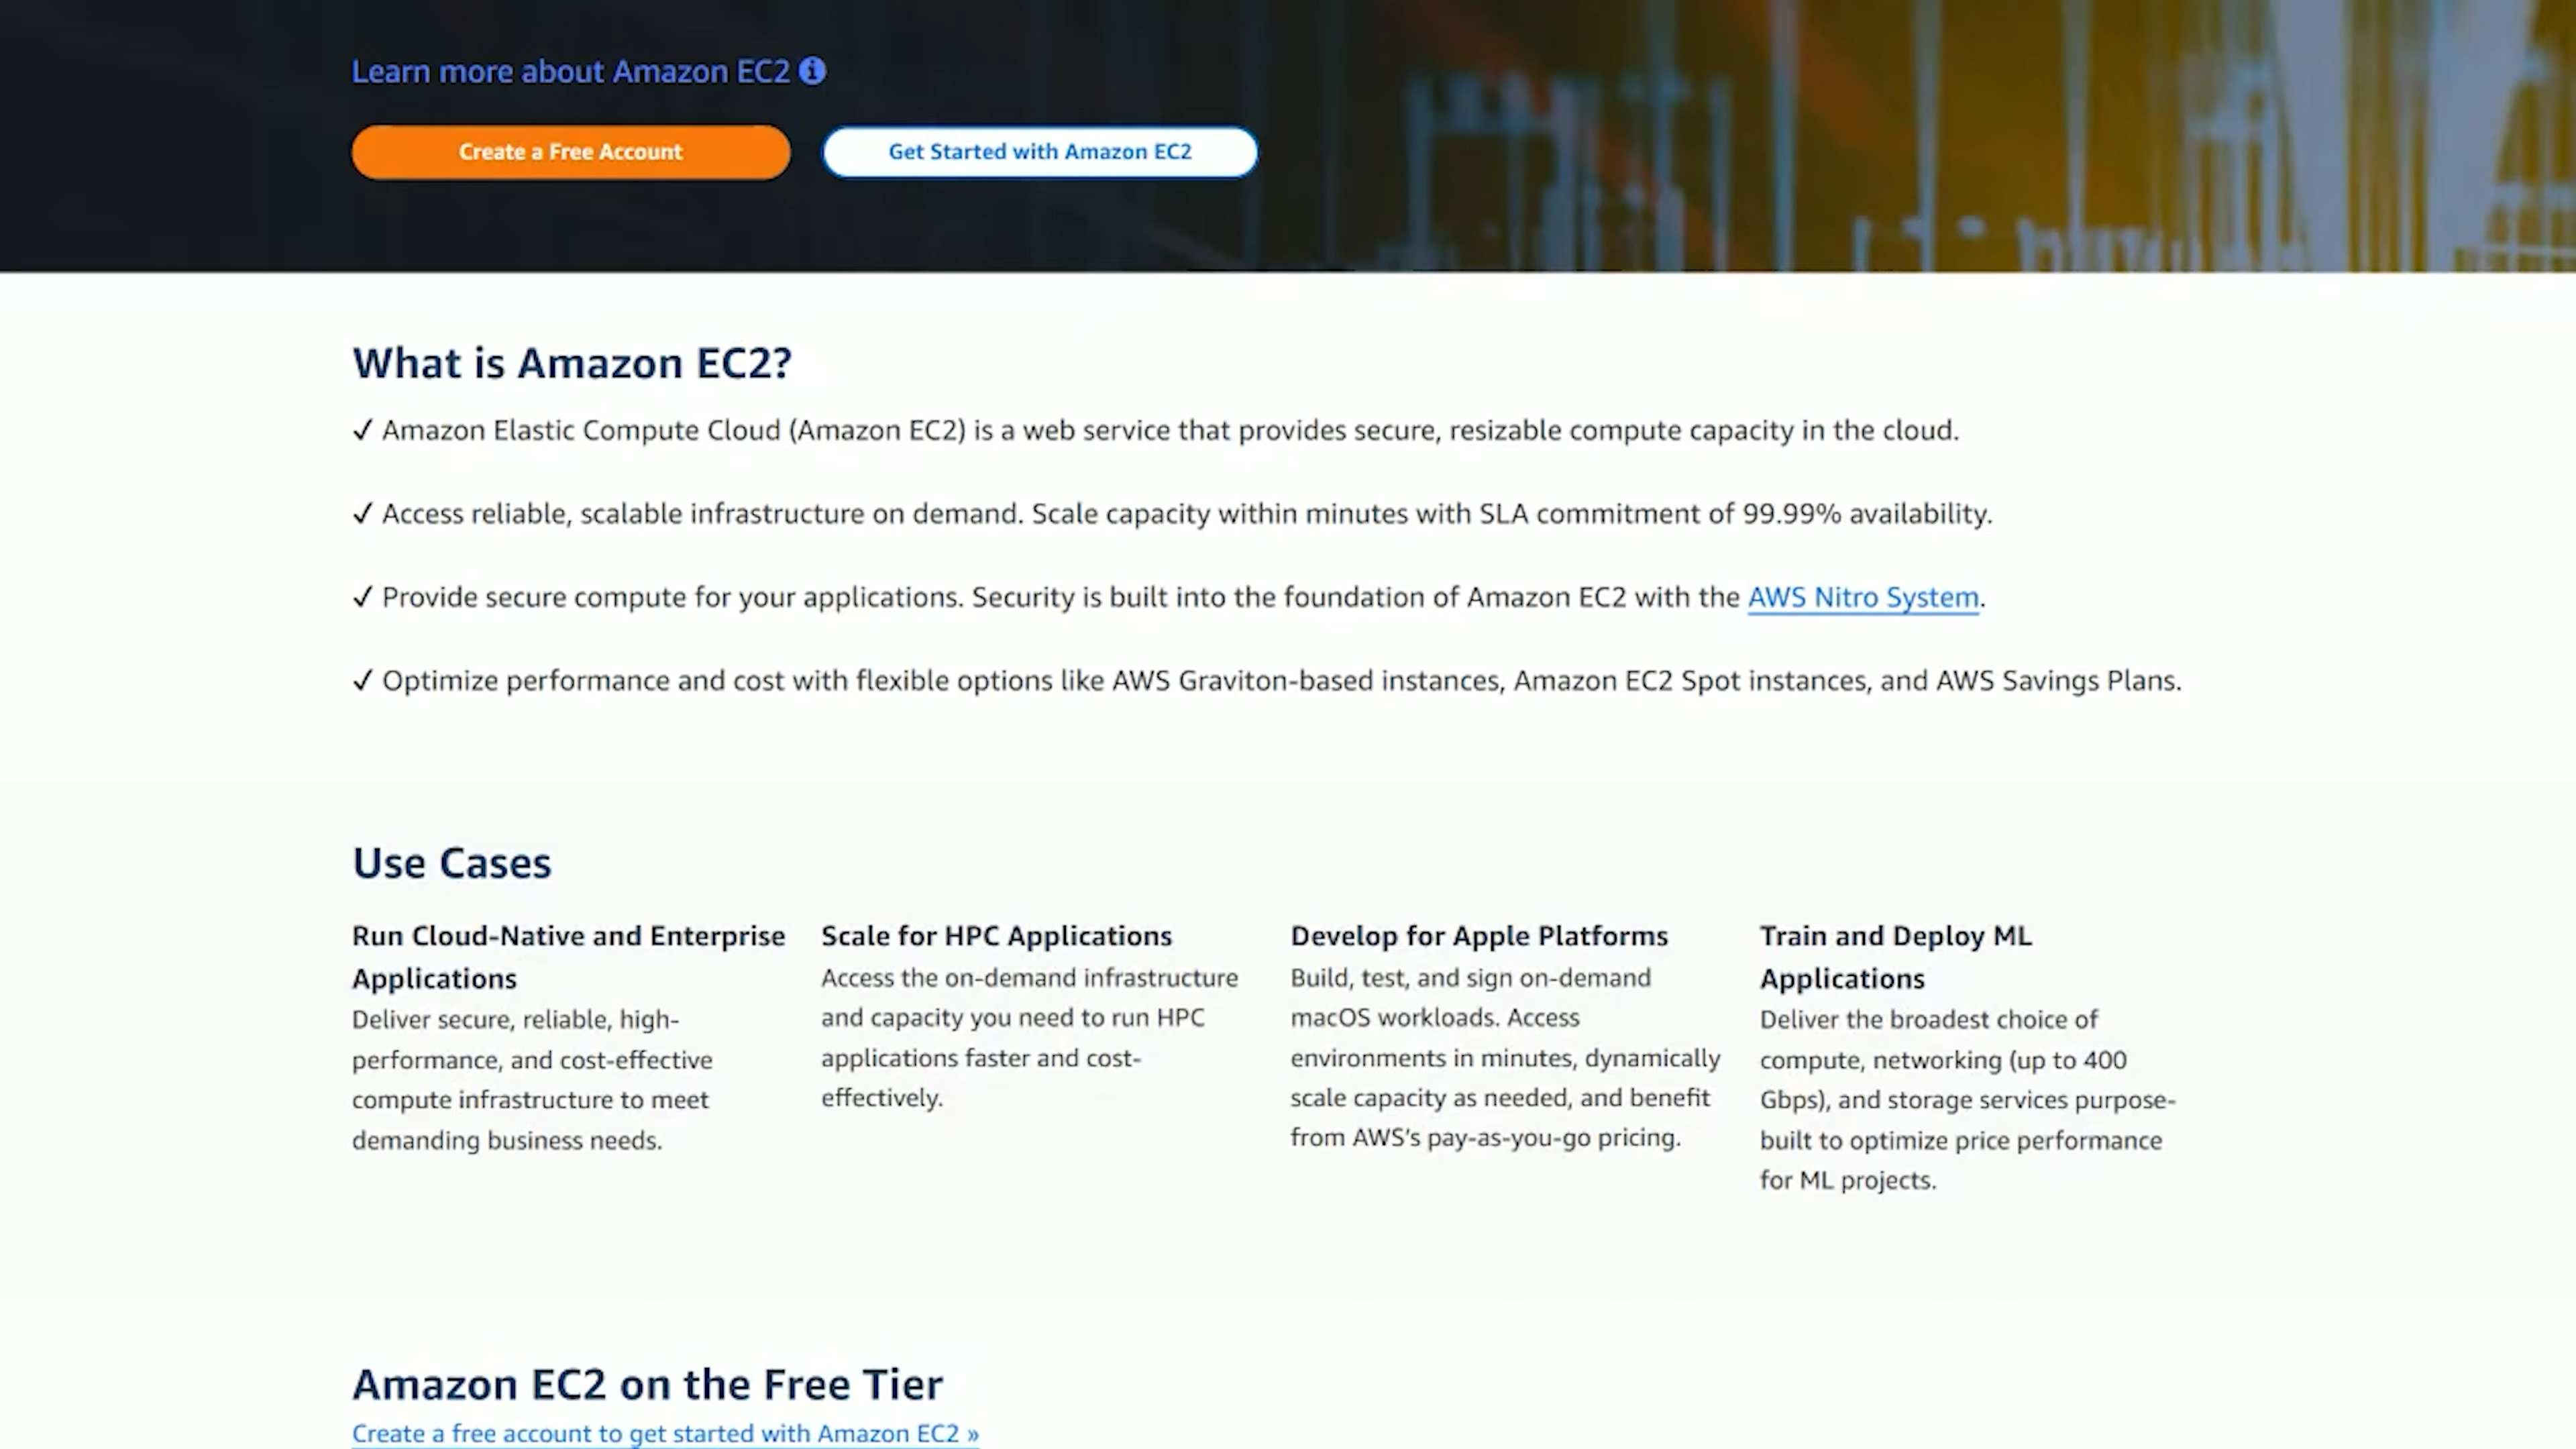 Learn more about Amazon EC2
Create a Free Account
Get Started with Amazon EC2
What is Amazon EC2?
✓ Amazon Elastic Compute Cloud (Amazon EC2) is a web service that provides secure, resizable compute capacity in the cloud.
✓ Access reliable, scalable infrastructure on demand. Scale capacity within minutes with SLA commitment of 99.99% availability.
✓ Provide secure compute for your applications. Security is built into the foundation of Amazon EC2 with the AWS Nitro System.
✓ Optimize performance and cost with flexible options like AWS Graviton-based instances, Amazon EC2 Spot instances, and AWS Savings Plans.
Use Cases
Run Cloud-Native and Enterprise
Applications
Deliver secure, reliable, high-
performance, and cost-effective
compute infrastructure to meet
demanding business needs.
Scale for HPC Applications
Access the on-demand infrastructure
and capacity you need to run HPC
applications faster and cost-
effectively.
Develop for Apple Platforms
Build, test, and sign on-demand
macOS workloads. Access
environments in minutes, dynamically
scale capacity as needed, and benefit
from AWS’s pay-as-you-go pricing.
Train and Deploy ML
Applications
Deliver the broadest choice of
compute, networking (up to 400
Gbps), and storage services purpose-
built to optimize price performance
for ML projects.
Amazon EC2 on the Free Tier
Create a free account to get started with Amazon EC2 »